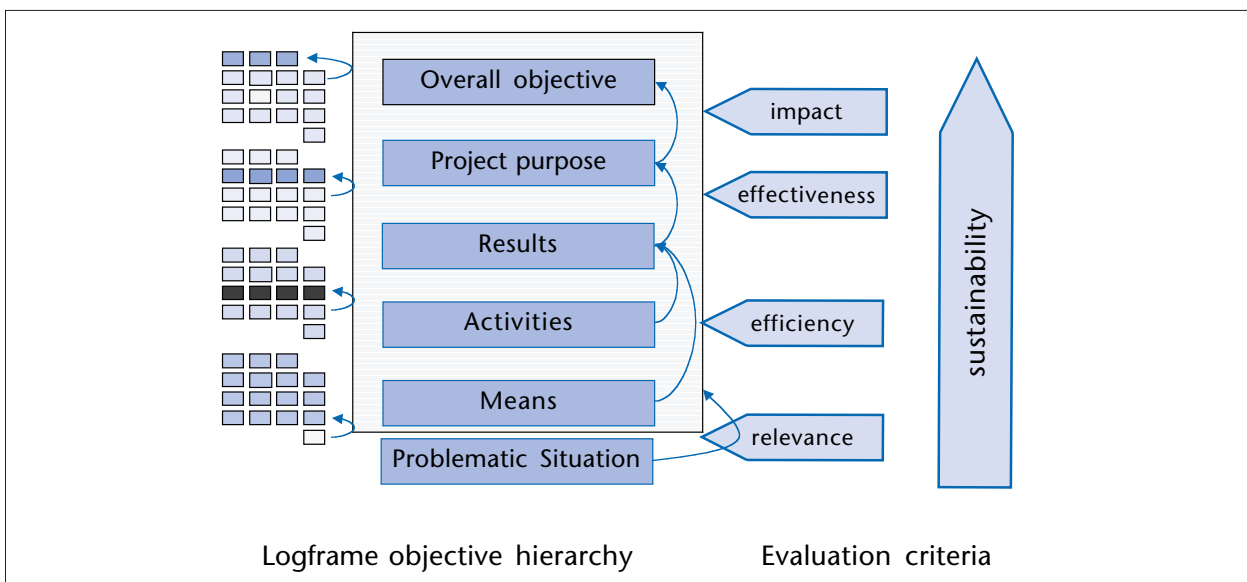 Overall objective
impact
Project purpose
effectiveness
Results
Activities
efficiency
Means
relevance
Problematic Situation
sustainability
Logframe objective hierarchy
Evaluation criteria